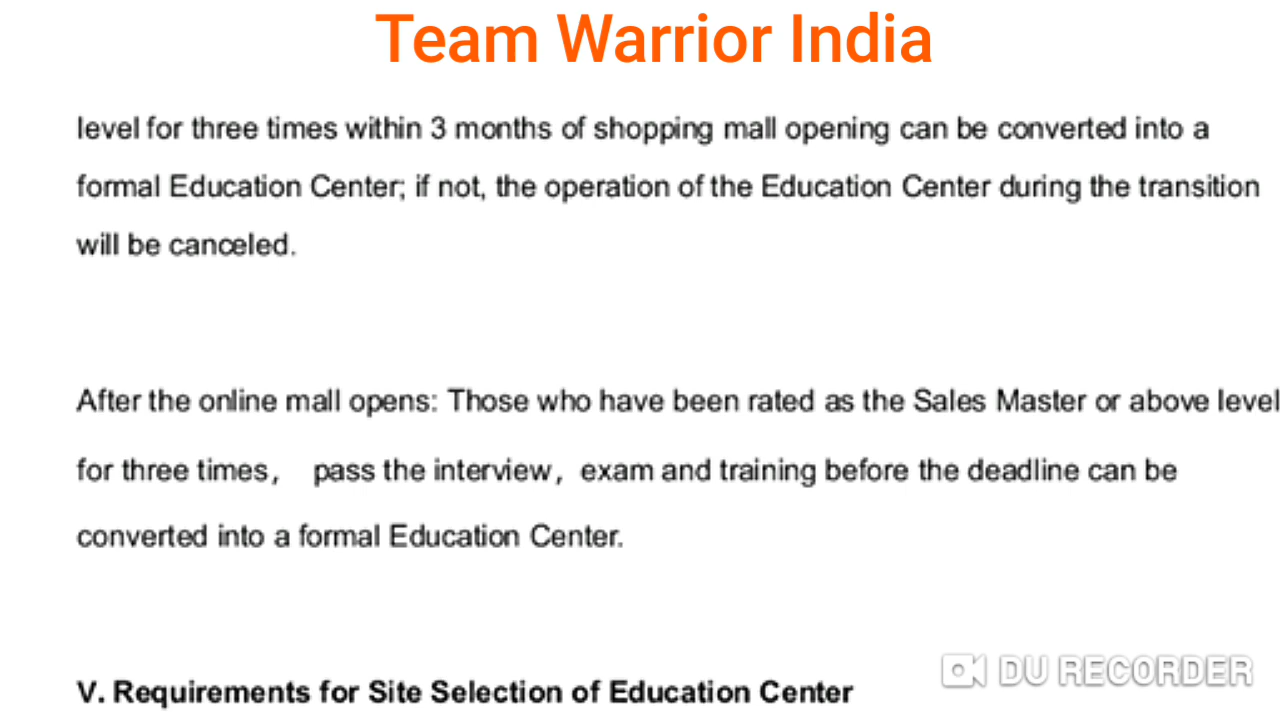 Team Warrior India
level for three times within 3 months of shopping mall opening can be converted into a
formal Education Center; if not, the operation of the Education Center during the transition
will be canceled.
After the online mall opens: Those who have been rated as the Sales Master or above level
for three times， pass the interview，exam and training before the deadline can be
converted into a formal Education Center.
V. Requirements for Site Selection of Education Center
DU RECORDER